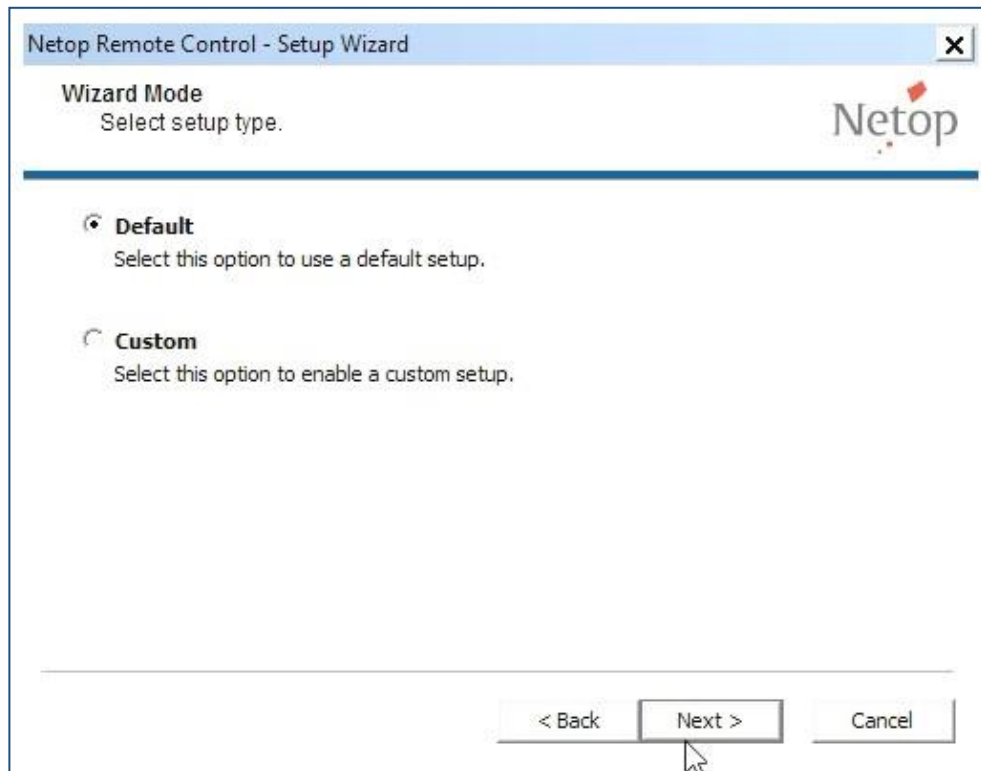 Netop Remote Control - Setup Wizard
Wizard Mode
Select setup type.
Netop
Default
Select this option to use a default setup.
Custom
Select this option to enable a custom setup.
< Back
Next >
Cancel